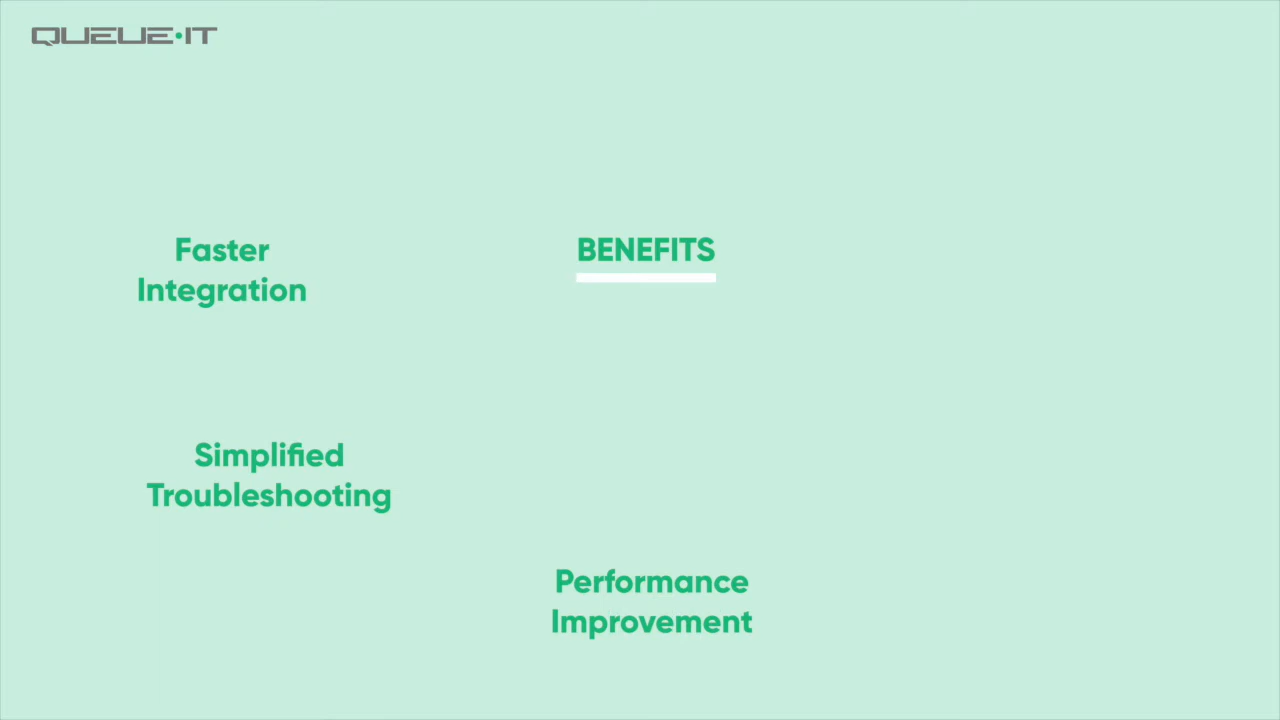 QUEUE·IT
BENEFITS
Faster
Integration
Simplified
Troubleshooting
Performance
Improvement